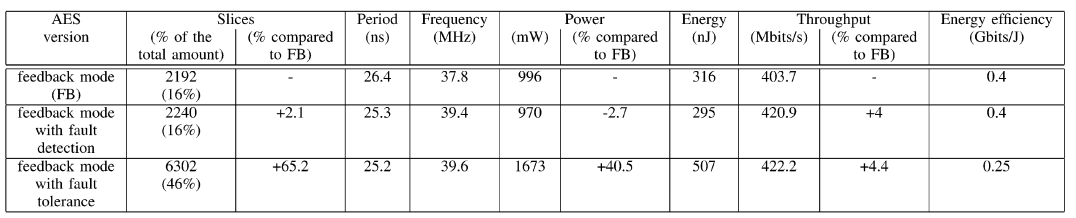 AES Slices Period Frequency Power Energy Throughput Energy efficiency
version (% of the (% compared (ns) (MHz) (mW) (% compared (nJ) (Mbits/s) (% compared (Gbits/J)
total amount) to FB) to FB) to FB)
feedback mode 2192 - 26.4 37.8 996 - 316 403.7 - 0.4
(FB) (16%)
feedback mode 2240 +2.1 25.3 39.4 970 -2.7 295 420.9 +4 0.4
with fault (16%)
detection
feedback mode 6302 +65.2 25.2 39.6 1673 +40.5 507 422.2 +4.4 0.25
with fault (46%)
tolerance